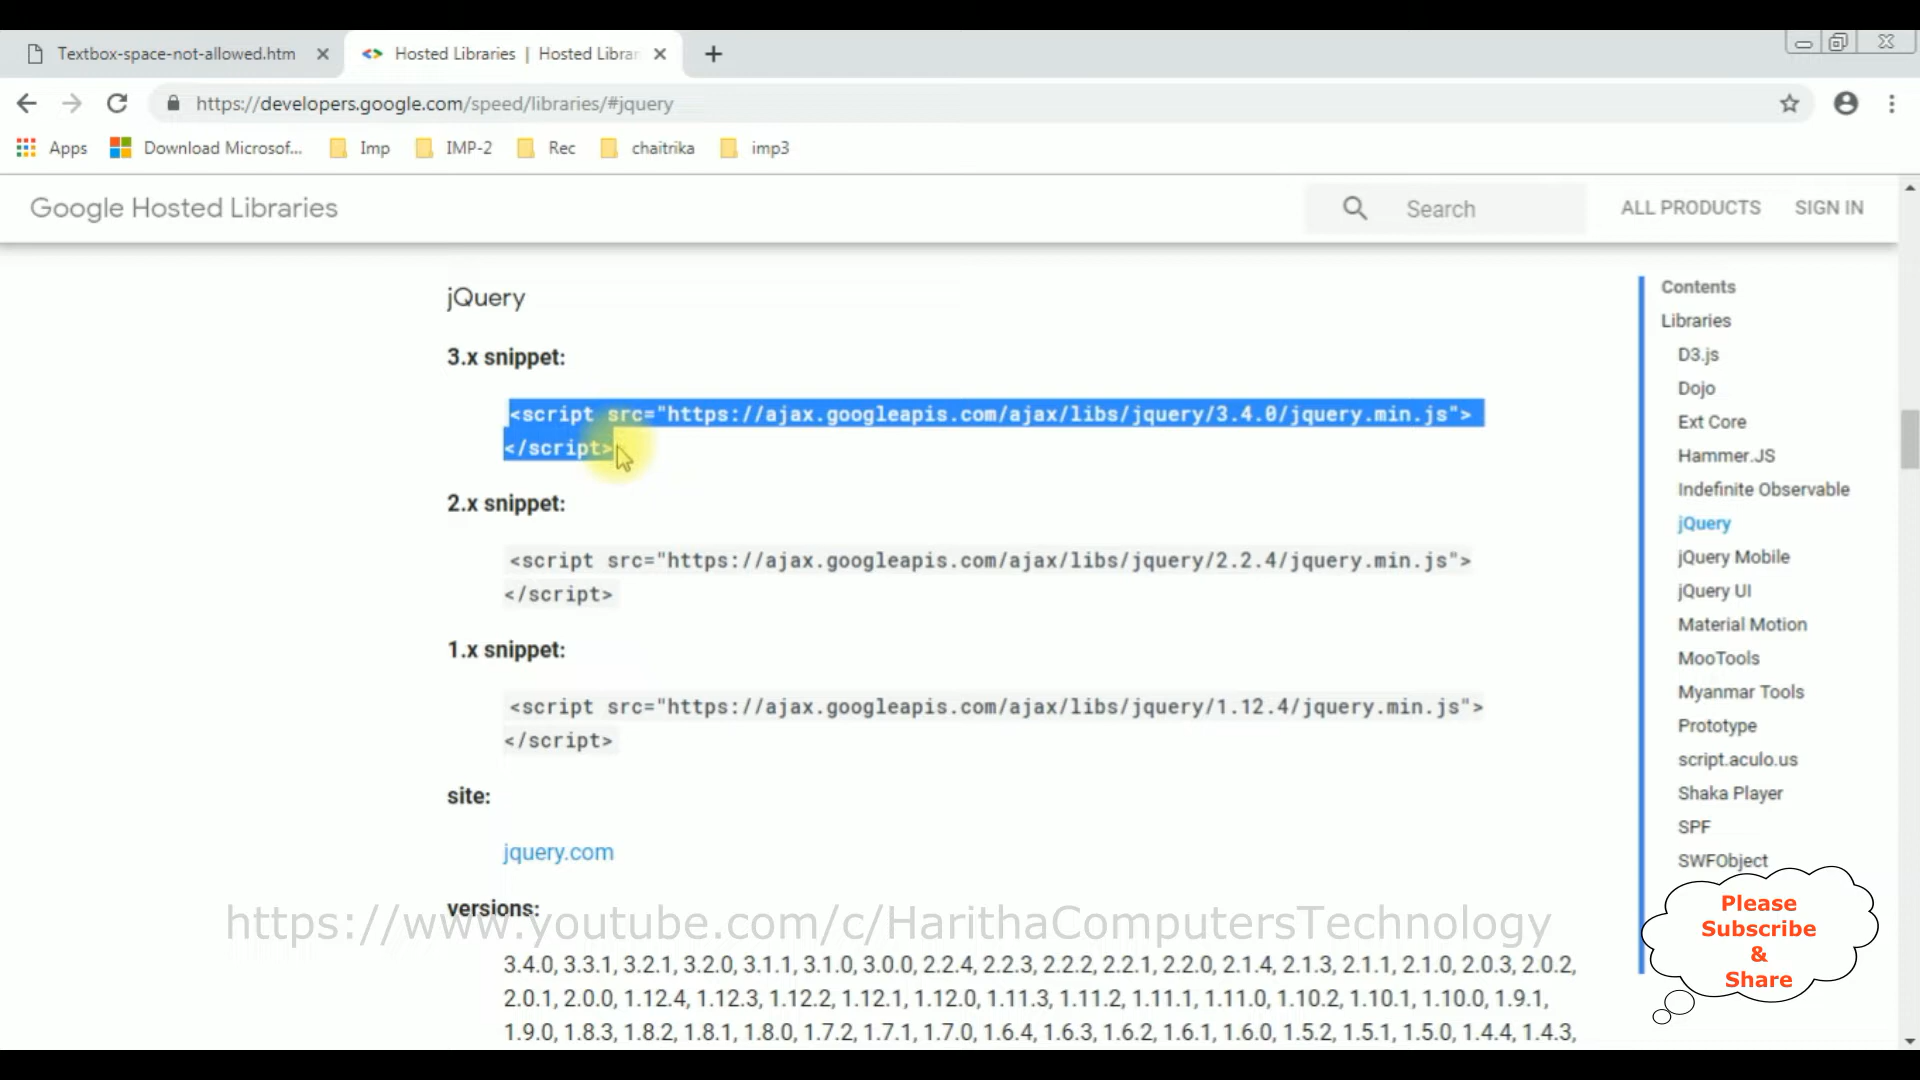 Textbox-space-not-allowed.htm
Hosted Libraries | Hosted Librar
https://developers.google.com/speed/libraries/#jquery
Apps
Download Microsof...
Imp
IMP-2
Rec
chaitrika
imp3
Google Hosted Libraries
Search
ALL PRODUCTS
SIGN IN
jQuery
3.x snippet:
<script src="https://ajax.googleapis.com/ajax/libs/jquery/3.4.0/jquery.min.js">
</script>
2.x snippet:
<script src="https://ajax.googleapis.com/ajax/libs/jquery/2.2.4/jquery.min.js">
</script>
1.x snippet:
<script src="https://ajax.googleapis.com/ajax/libs/jquery/1.12.4/jquery.min.js">
</script>
site:
jquery.com
versions:
https://www.youtube.com/c/HarithaComputersTechnology
3.4.0, 3.3.1, 3.2.1, 3.2.0, 3.1.1, 3.1.0, 3.0.0, 2.2.4, 2.2.3, 2.2.2, 2.2.1, 2.2.0, 2.1.4, 2.1.3, 2.1.1, 2.1.0, 2.0.3, 2.0.2,
2.0.1, 2.0.0, 1.12.4, 1.12.3, 1.12.2, 1.12.1, 1.12.0, 1.11.3, 1.11.2, 1.11.1, 1.11.0, 1.10.2, 1.10.1, 1.10.0, 1.9.1,
1.9.0, 1.8.3, 1.8.2, 1.8.1, 1.8.0, 1.7.2, 1.7.1, 1.7.0, 1.6.4, 1.6.3, 1.6.2, 1.6.1, 1.6.0, 1.5.2, 1.5.1, 1.5.0, 1.4.4, 1.4.3,
Contents
Libraries
D3.js
Dojo
Ext Core
Hammer.JS
Indefinite Observable
jQuery
jQuery Mobile
jQuery UI
Material Motion
MooTools
Myanmar Tools
Prototype
script.aculo.us
Shaka Player
SPF
SWFObject
Please
Subscribe
&
Share